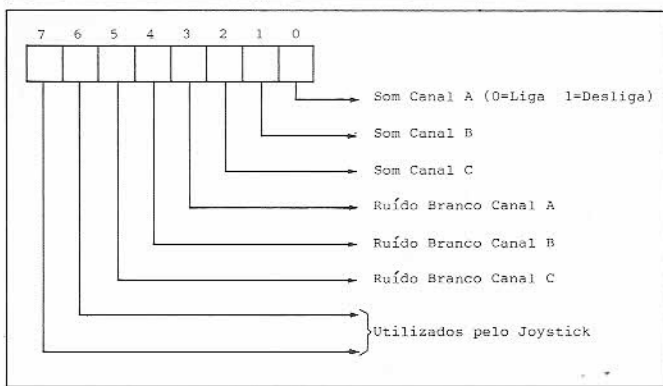 7 6 5 4 3 2 1 0
Som Canal A (0=Liga 1=Desliga)
Som Canal B
Som Canal C
Ruído Branco Canal A
Ruído Branco Canal B
Ruído Branco Canal C
Utilizados pelo Joystick